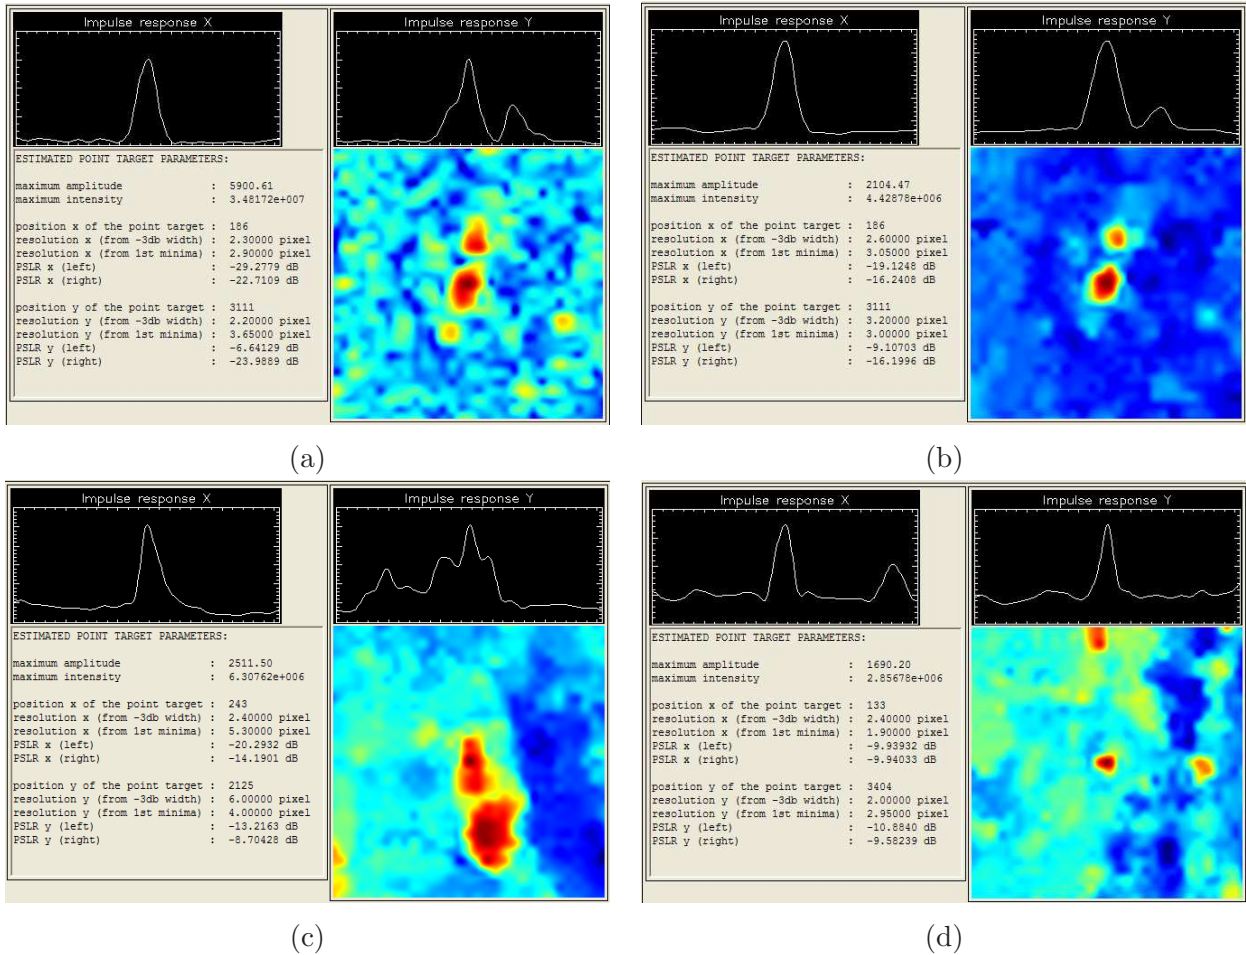 Impulse response X
Impulse response Y
ESTIMATED POINT TARGET PARAMETERS:
maximum amplitude : 5900.61
maximum intensity : 3.48172e+007
position x of the point target : 186
resolution x (from -3db width) : 2.30000 pixel
resolution x (from 1st minima) : 2.90000 pixel
PSLR x (left) : -29.2779 dB
PSLR x (right) : -22.7109 dB
position y of the point target : 3111
resolution y (from -3db width) : 2.20000 pixel
resolution y (from 1st minima) : 3.65000 pixel
PSLR y (left) : -6.64129 dB
PSLR y (right) : -23.9889 dB
(a)
Impulse response X
Impulse response Y
ESTIMATED POINT TARGET PARAMETERS:
maximum amplitude : 2104.47
maximum intensity : 4.42878e+006
position x of the point target : 186
resolution x (from -3db width) : 2.60000 pixel
resolution x (from 1st minima) : 3.05000 pixel
PSLR x (left) : -19.1248 dB
PSLR x (right) : -16.2408 dB
position y of the point target : 3111
resolution y (from -3db width) : 3.20000 pixel
resolution y (from 1st minima) : 3.00000 pixel
PSLR y (left) : -9.10703 dB
PSLR y (right) : -16.1996 dB
(b)
Impulse response X
Impulse response Y
ESTIMATED POINT TARGET PARAMETERS:
maximum amplitude : 2511.50
maximum intensity : 6.30762e+006
position x of the point target : 243
resolution x (from -3db width) : 2.40000 pixel
resolution x (from 1st minima) : 5.30000 pixel
PSLR x (left) : -20.2932 dB
PSLR x (right) : -14.1901 dB
position y of the point target : 2125
resolution y (from -3db width) : 6.00000 pixel
resolution y (from 1st minima) : 4.00000 pixel
PSLR y (left) : -13.2163 dB
PSLR y (right) : -8.70428 dB
(c)
Impulse response X
Impulse response Y
ESTIMATED POINT TARGET PARAMETERS:
maximum amplitude : 1690.20
maximum intensity : 2.85678e+006
position x of the point target : 133
resolution x (from -3db width) : 2.40000 pixel
resolution x (from 1st minima) : 1.90000 pixel
PSLR x (left) : -9.93932 dB
PSLR x (right) : -9.94033 dB
position y of the point target : 3404
resolution y (from -3db width) : 2.00000 pixel
resolution y (from 1st minima) : 2.95000 pixel
PSLR y (left) : -10.8840 dB
PSLR y (right) : -9.58239 dB
(d)